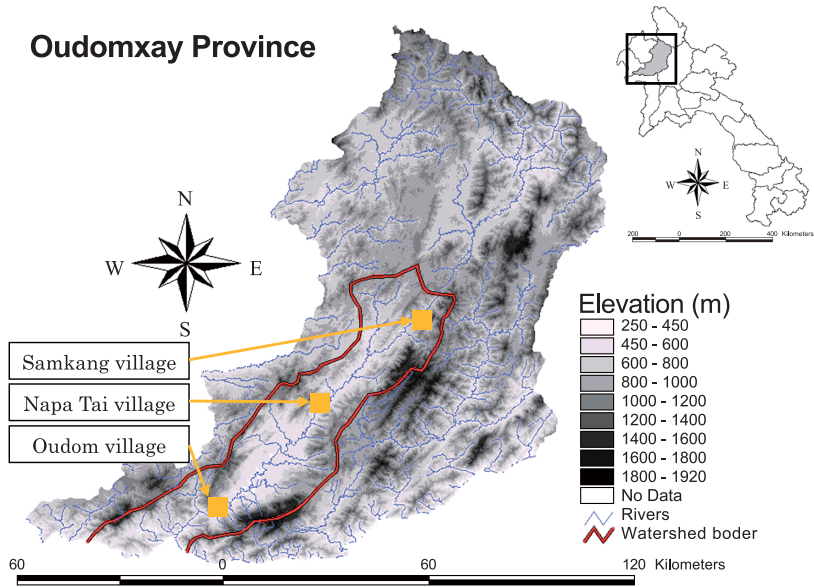 Oudomxay Province
N
W E
S
N
W E
S
200 0 200 400 Kilometers
Samkang village
Napa Tai village
Oudom village
Elevation (m)
250 - 450
450 - 600
600 - 800
800 - 1000
1000 - 1200
1200 - 1400
1400 - 1600
1600 - 1800
1800 - 1920
No Data
Rivers
Watershed boder
60 0 60 120 Kilometers